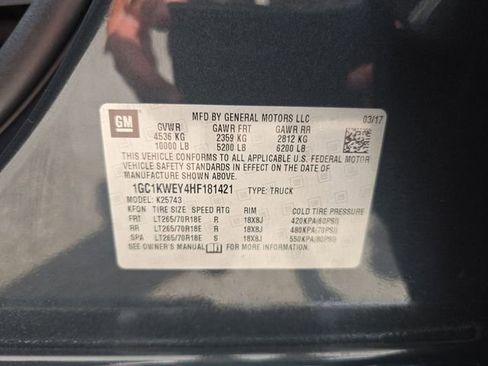 GM
MFD BY GENERAL MOTORS LLC 03/17
GVWR GAWR FRT GAWR RR
4536 KG 2359 KG 2812 KG
10000 LB 5200 LB 6200 LB
THIS VEHICLE CONFORMS TO ALL APPLICABLE U.S. FEDERAL MOTOR
VEHICLE SAFETY STANDARDS IN EFFECT ON THE DATE OF
MANUFACTURE SHOWN ABOVE.
1GC1KWEY4HF181421 TYPE: TRUCK
MODEL: K25743
KFQN TIRE SIZE SPEED RTG RIM COLD TIRE PRESSURE
FRT LT265/70R18E R 18X8J 420KPA(60PSI)
RR LT265/70R18E R 18X8J 480KPA(70PSI)
SPA LT265/70R18E S 18X8J 550KPA(80PSI)
SEE OWNER'S MANUAL FOR MORE INFORMATION.